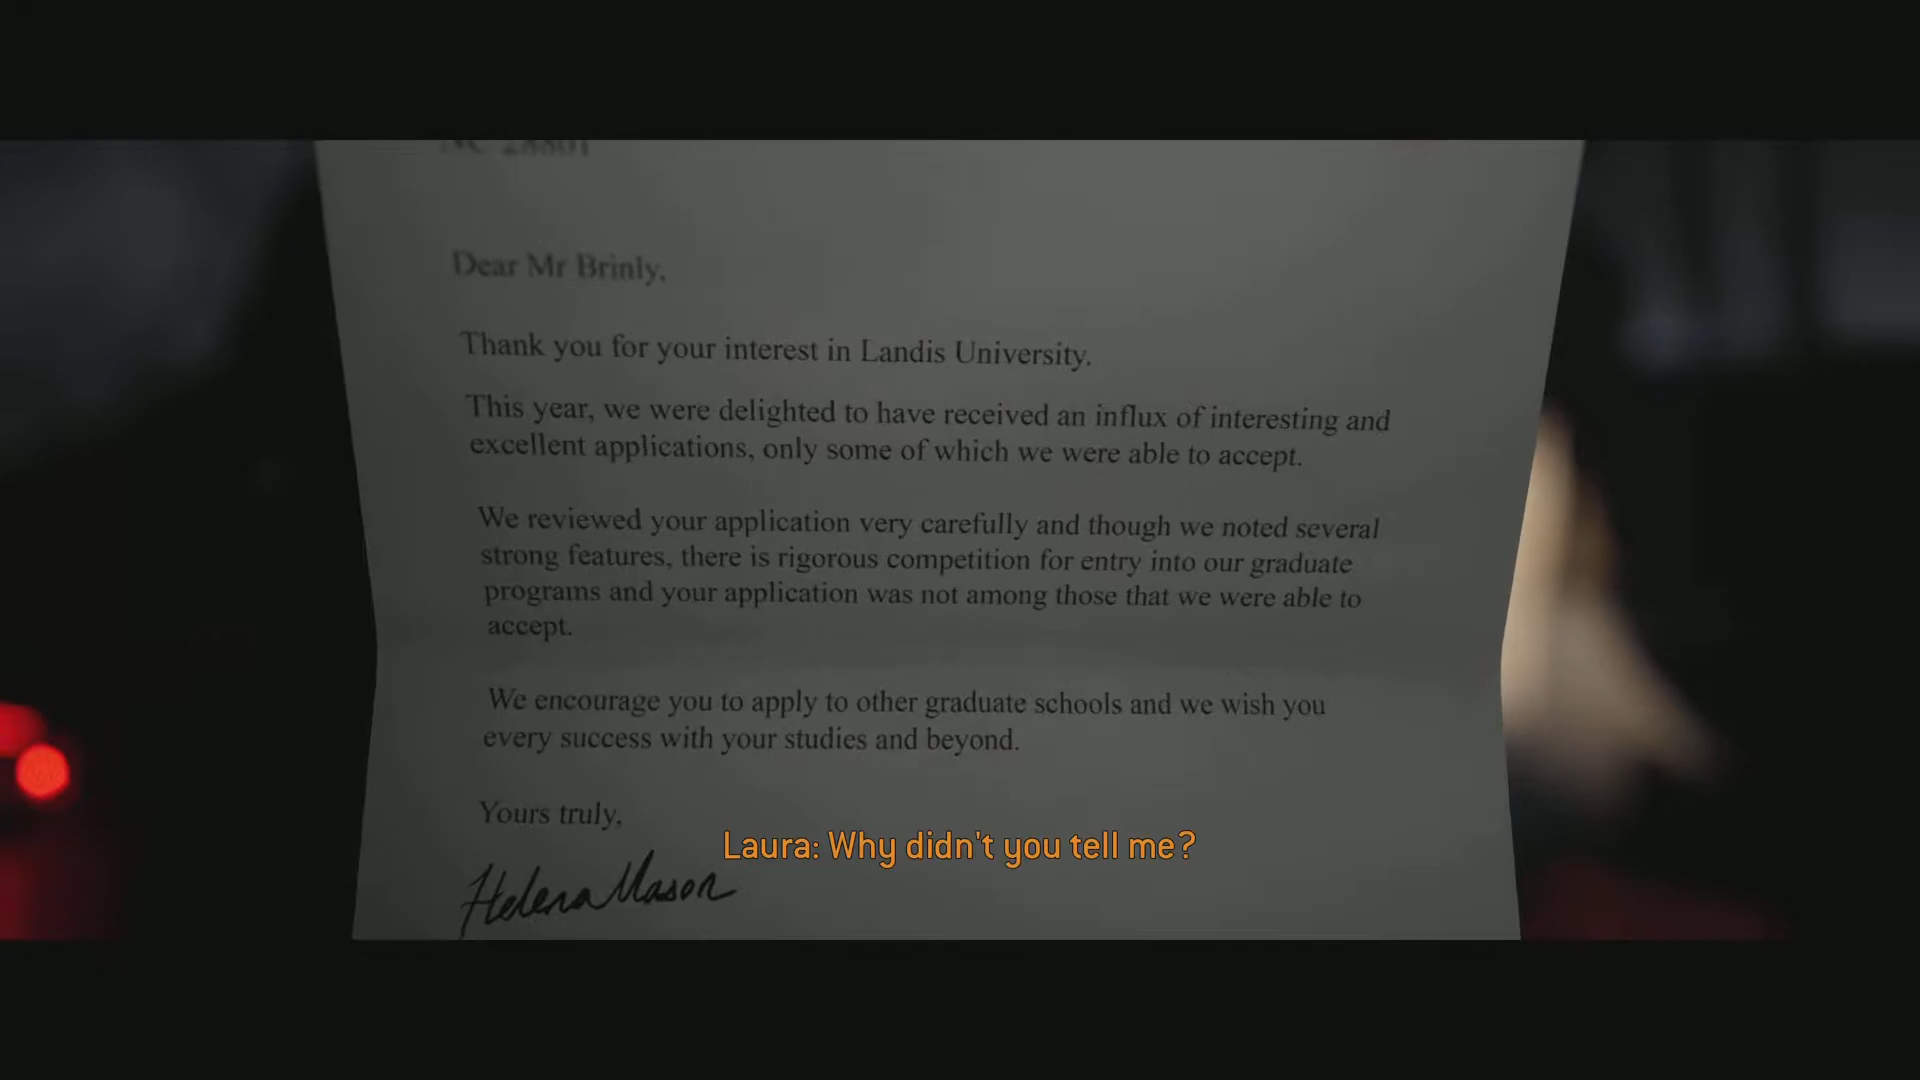 NC 28801
Dear Mr Brinly,
Thank you for your interest in Landis University.
This year, we were delighted to have received an influx of interesting and
excellent applications, only some of which we were able to accept.
We reviewed your application very carefully and though we noted several
strong features, there is rigorous competition for entry into our graduate
programs and your application was not among those that we were able to
accept.
We encourage you to apply to other graduate schools and we wish you
every success with your studies and beyond.
Yours truly,
Laura: Why didn't you tell me?
Helena Mason